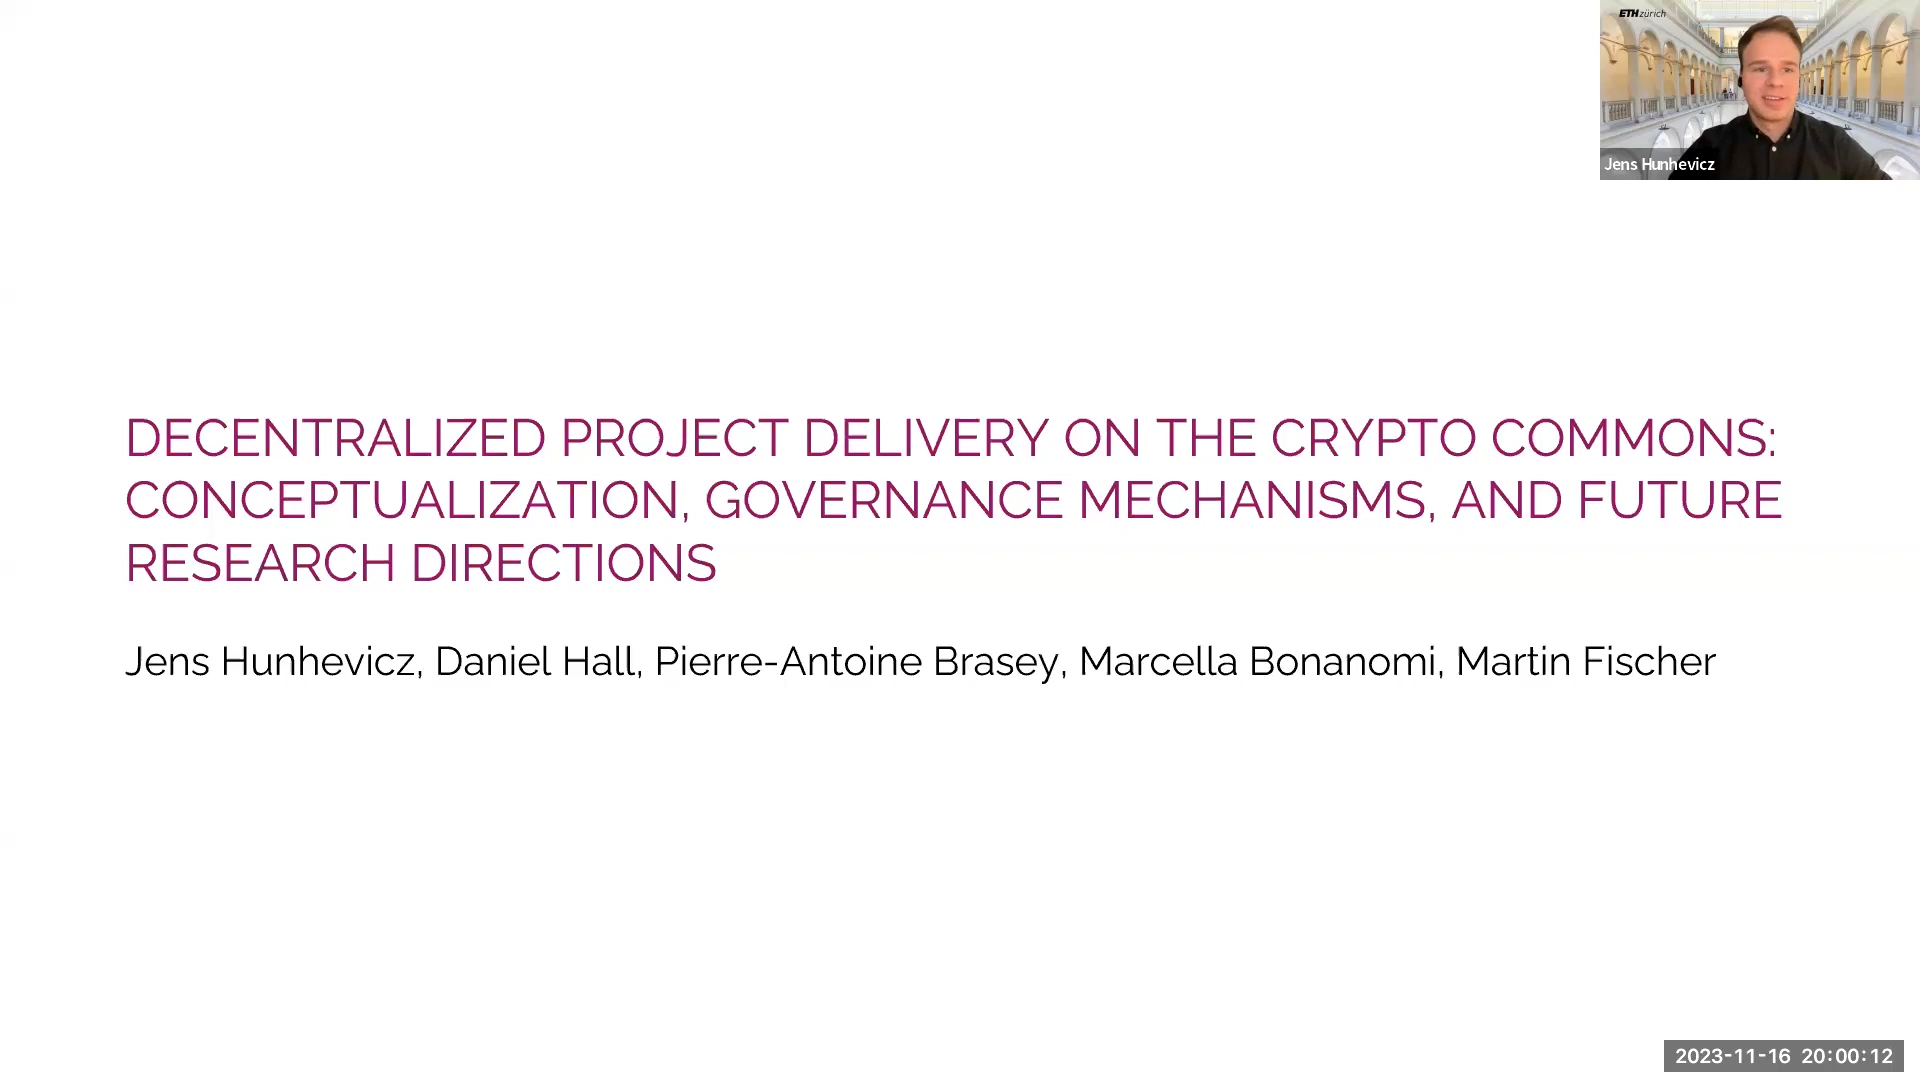 ETH zürich
Jens Hunhevicz
DECENTRALIZED PROJECT DELIVERY ON THE CRYPTO COMMONS:
CONCEPTUALIZATION, GOVERNANCE MECHANISMS, AND FUTURE
RESEARCH DIRECTIONS
Jens Hunhevicz, Daniel Hall, Pierre-Antoine Brasey, Marcella Bonanomi, Martin Fischer
2023-11-16 20:00:12